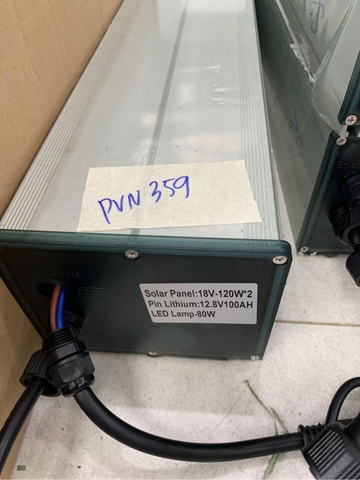 PVN 359
Solar Panel:18V-120W*2
Pin Lithium:12.8V100AH
LED Lamp-80W